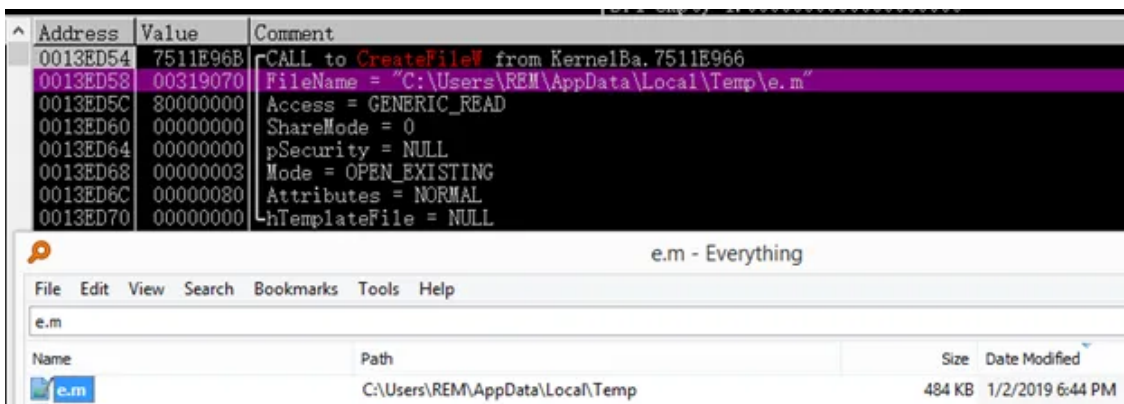 Address Value Comment
0013ED54 7511E96B CALL to CreateFileW from KernelBa.7511E966
0013ED58 00319070 FileName = "C:\Users\REM\AppData\Local\Temp\e.m"
0013ED5C 80000000 Access = GENERIC_READ
0013ED60 00000000 ShareMode = 0
0013ED64 00000000 pSecurity = NULL
0013ED68 00000003 Mode = OPEN_EXISTING
0013ED6C 00000080 Attributes = NORMAL
0013ED70 00000000 hTemplateFile = NULL
e.m - Everything
File Edit View Search Bookmarks Tools Help
e.m
Name Path Size Date Modified
e.m C:\Users\REM\AppData\Local\Temp 484 KB 1/2/2019 6:44 PM